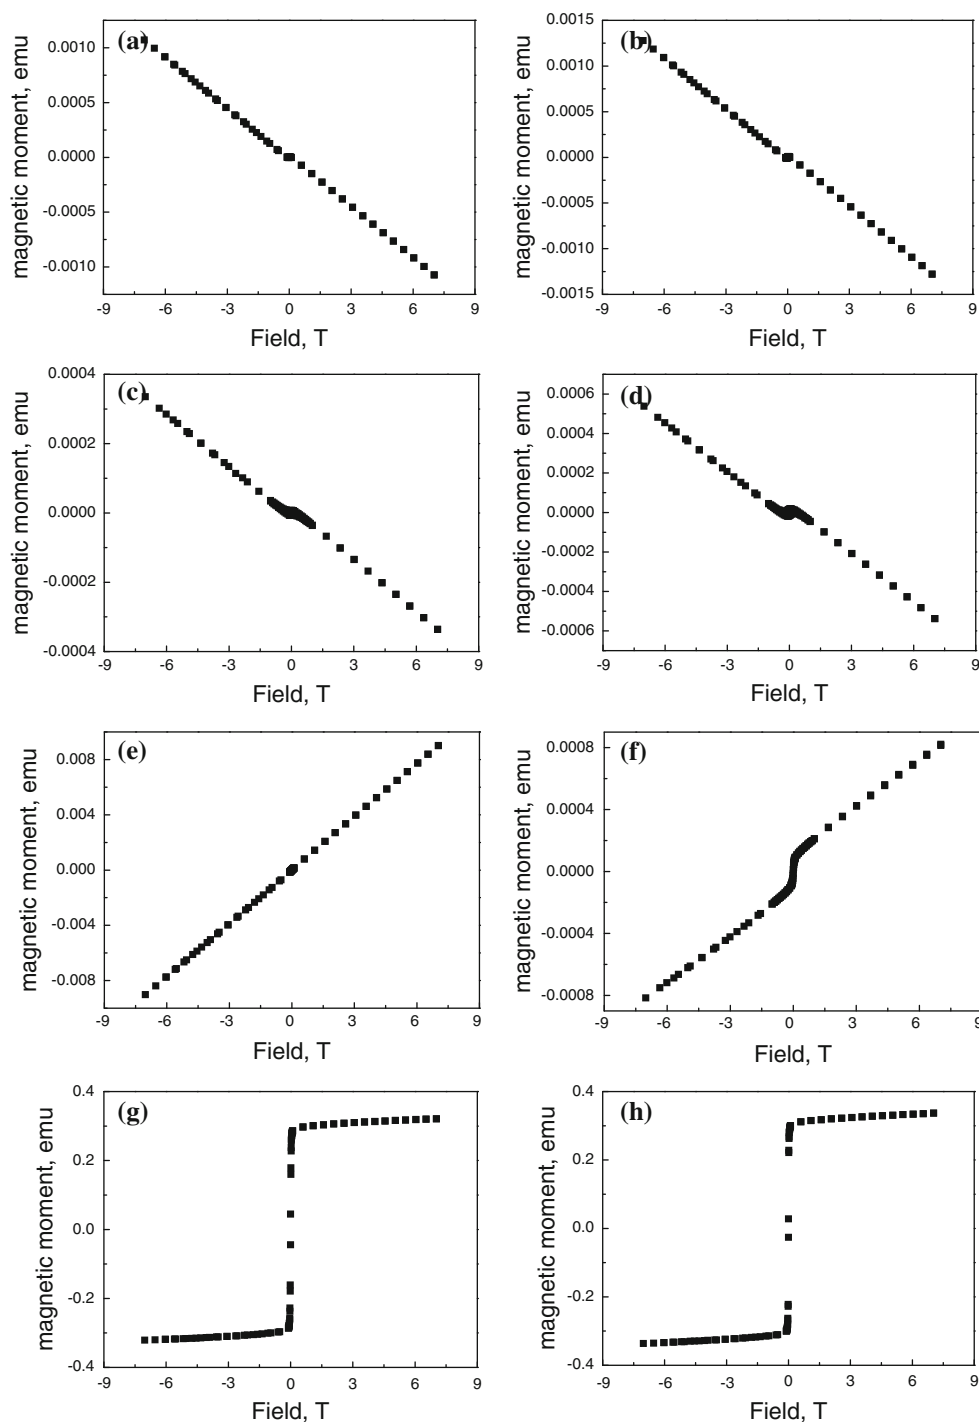 (a)
magnetic moment, emu
0.0010
0.0005
0.0000
-0.0005
-0.0010
-9 -6 -3 0 3 6 9
Field, T
(b)
magnetic moment, emu
0.0015
0.0010
0.0005
0.0000
-0.0005
-0.0010
-0.0015
-9 -6 -3 0 3 6 9
Field, T
(c)
magnetic moment, emu
0.0004
0.0002
0.0000
-0.0002
-0.0004
-9 -6 -3 0 3 6 9
Field, T
(d)
magnetic moment, emu
0.0006
0.0004
0.0002
0.0000
-0.0002
-0.0004
-0.0006
-9 -6 -3 0 3 6 9
Field, T
(e)
magnetic moment, emu
0.008
0.004
0.000
-0.004
-0.008
-9 -6 -3 0 3 6 9
Field, T
(f)
magnetic moment, emu
0.0008
0.0004
0.0000
-0.0004
-0.0008
-9 -6 -3 0 3 6 9
Field, T
(g)
magnetic moment, emu
0.4
0.2
0.0
-0.2
-0.4
-9 -6 -3 0 3 6 9
Field, T
(h)
magnetic moment, emu
0.4
0.2
0.0
-0.2
-0.4
-9 -6 -3 0 3 6 9
Field, T